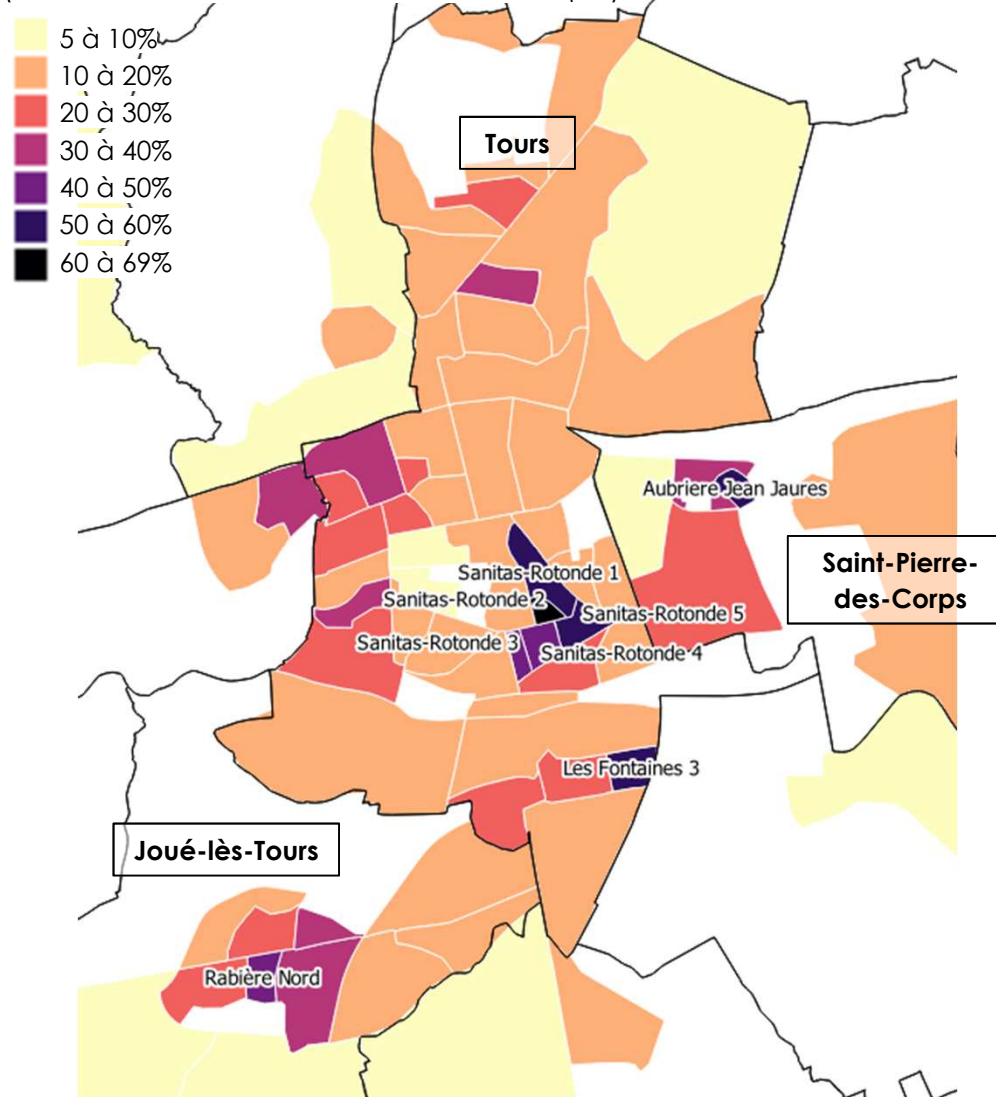 5 à 10%
10 à 20%
20 à 30%
30 à 40%
40 à 50%
50 à 60%
60 à 69%
Tours
Aubriere Jean Jaures
Saint-Pierre-
des-Corps
Sanitas-Rotonde 1
Sanitas-Rotonde 2
Sanitas-Rotonde 5
Sanitas-Rotonde 3
Sanitas-Rotonde 4
Les Fontaines 3
Joué-lès-Tours
Rabière Nord